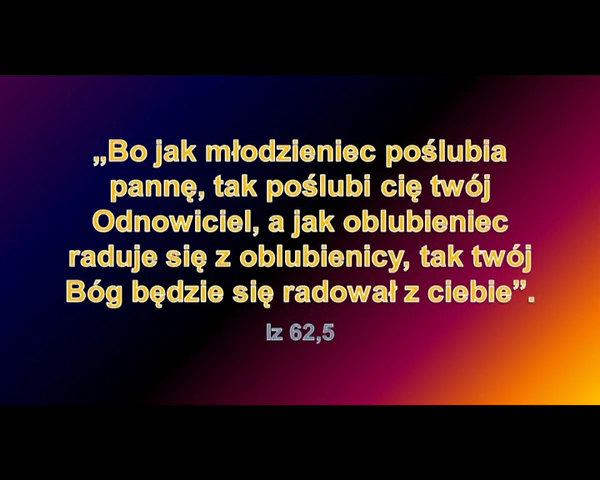 „Bo jak młodzieniec poślubia
pannę, tak poślubi cię twój
Odnowiciel, a jak oblubieniec
raduje się z oblubienicy, tak twój
Bóg będzie się radował z ciebie”.
Iz 62,5